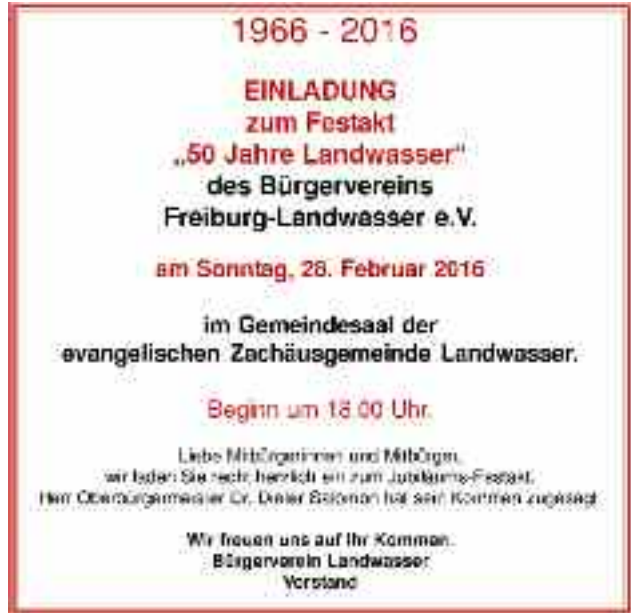 1966 - 2016
EINLADUNG
zum Festakt
„50 Jahre Landwasser“
des Bürgervereins
Freiburg-Landwasser e.V.
am Sonntag, 28. Februar 2016
im Gemeindesaal der
evangelischen Zachäusgemeinde Landwasser.
Beginn um 18.00 Uhr.
Liebe Mitbürgerinnen und Mitbürger,
wir laden Sie recht herzlich ein zum Jubiläums-Festakt.
Herr Oberbürgermeister Dr. Dieter Salomon hat sein Kommen zugesagt
Wir freuen uns auf Ihr Kommen.
Bürgerverein Landwasser
Vorstand